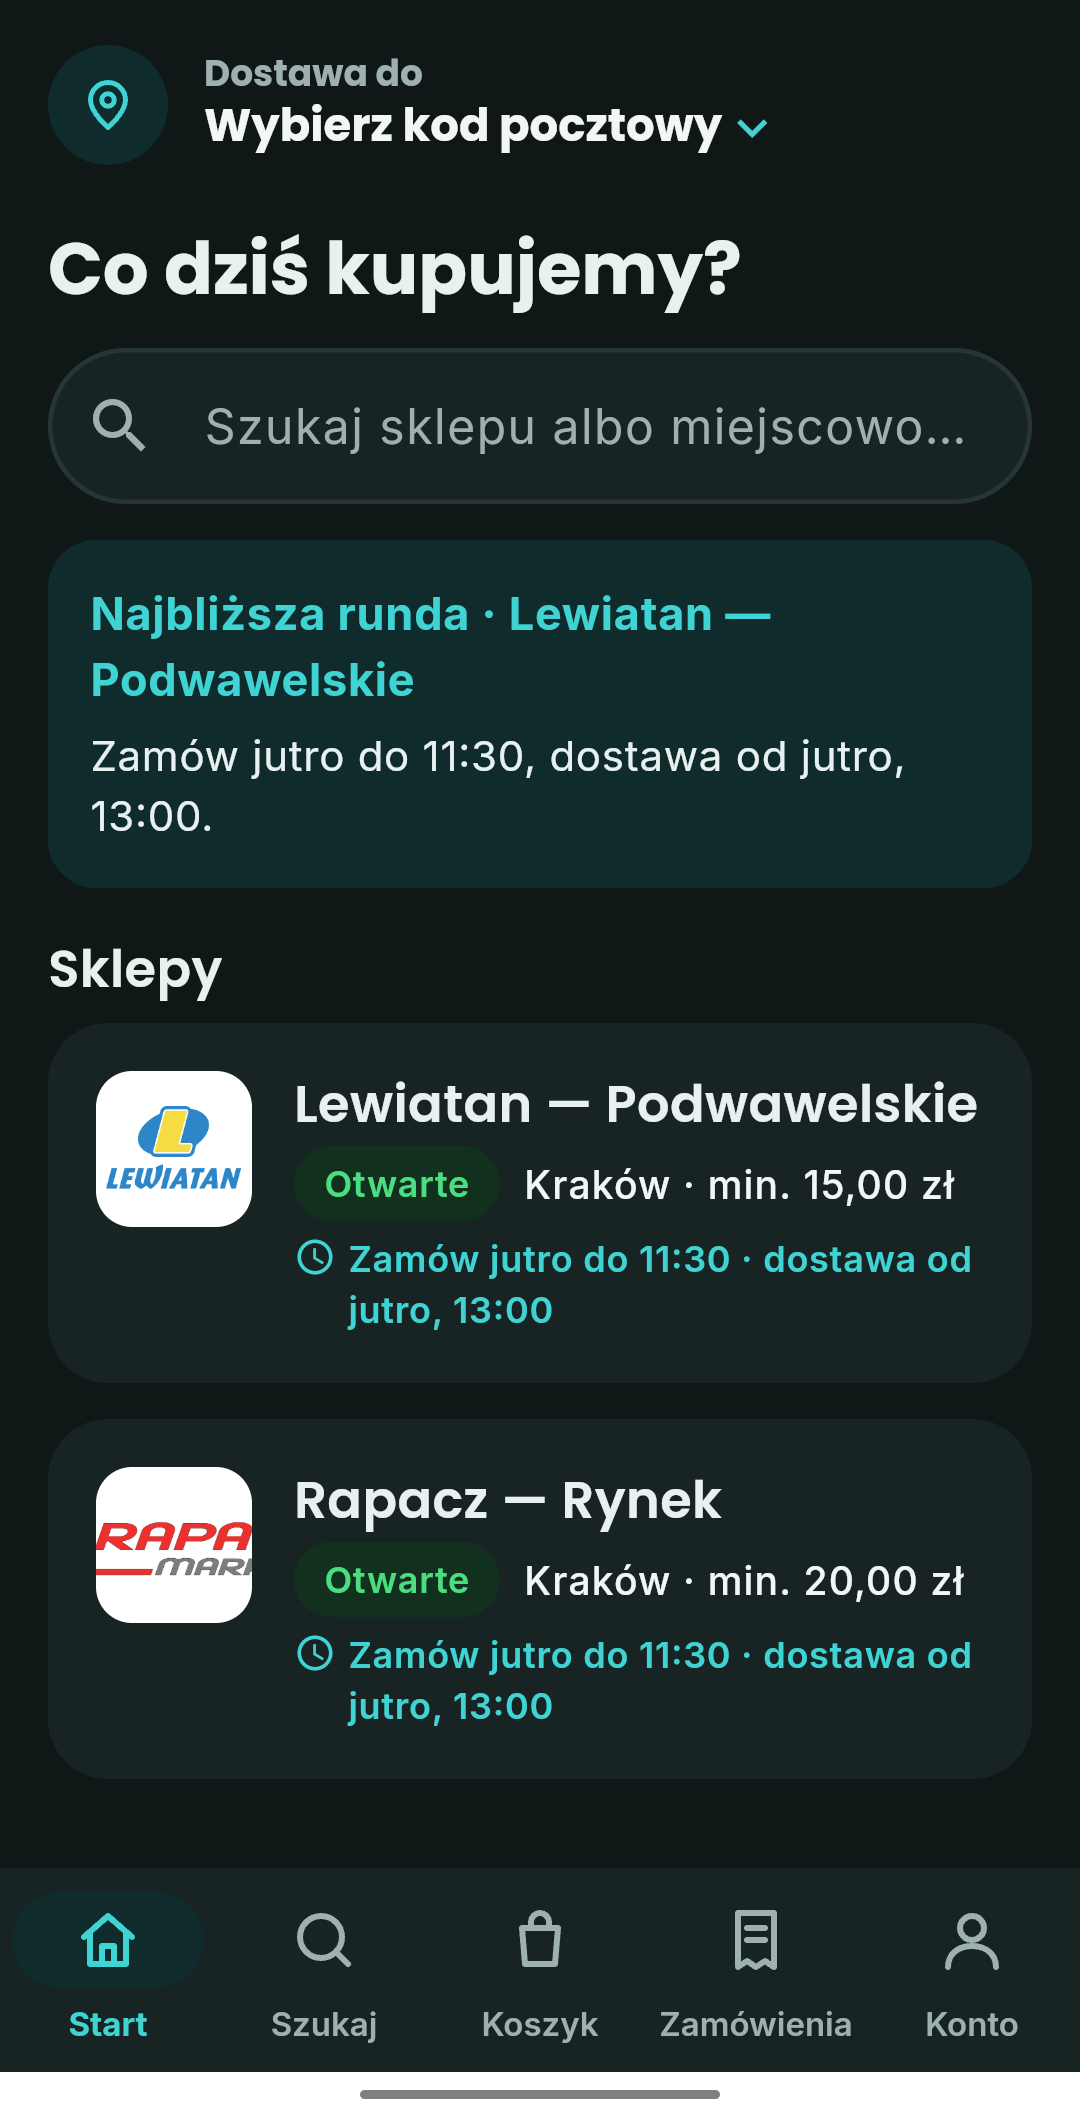 Dostawa do
Wybierz kod pocztowy
Co dziś kupujemy?
Szukaj sklepu albo miejscowo...
Najbliższa runda · Lewiatan —
Podwawelskie
Zamów jutro do 11:30, dostawa od jutro,
13:00.
Sklepy
Lewiatan — Podwawelskie
LEWIATAN
Otwarte
Kraków · min. 15,00 zł
Zamów jutro do 11:30 · dostawa od
jutro, 13:00
Rapacz — Rynek
RAPA
MARK
Otwarte
Kraków · min. 20,00 zł
Zamów jutro do 11:30 · dostawa od
jutro, 13:00
Start
Szukaj
Koszyk
Zamówienia
Konto